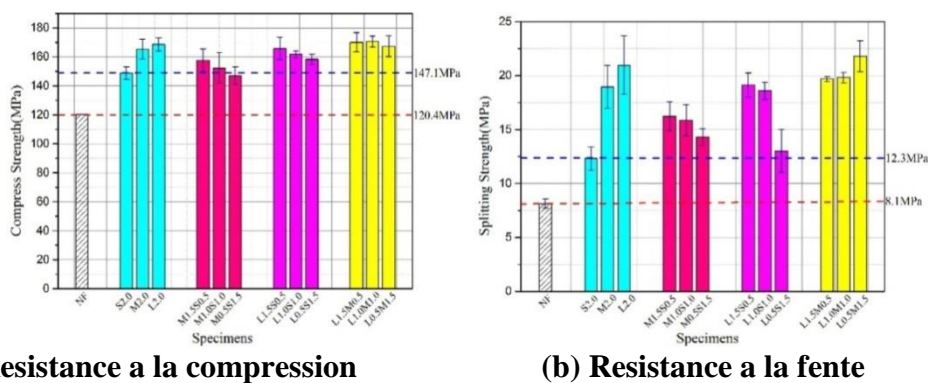 180
160
140
120
100
80
60
40
20
0
Compress Strength(MPa)
147.1MPa
120.4MPa
NF
S2.0
M2.0
L2.0
M1.5S0.5
M1.0S1.0
M0.5S1.5
L1.5S0.5
L1.0S1.0
L0.5S1.5
L1.5M0.5
L1.0M1.0
L0.5M1.5
Specimens
25
20
15
10
5
0
Splitting Strength(MPa)
12.3MPa
8.1MPa
NF
S2.0
M2.0
L2.0
M1.5S0.5
M1.0S1.0
M0.5S1.5
L1.5S0.5
L1.0S1.0
L0.5S1.5
L1.5M0.5
L1.0M1.0
L0.5M1.5
Specimens
esistance a la compression
(b) Resistance a la fente